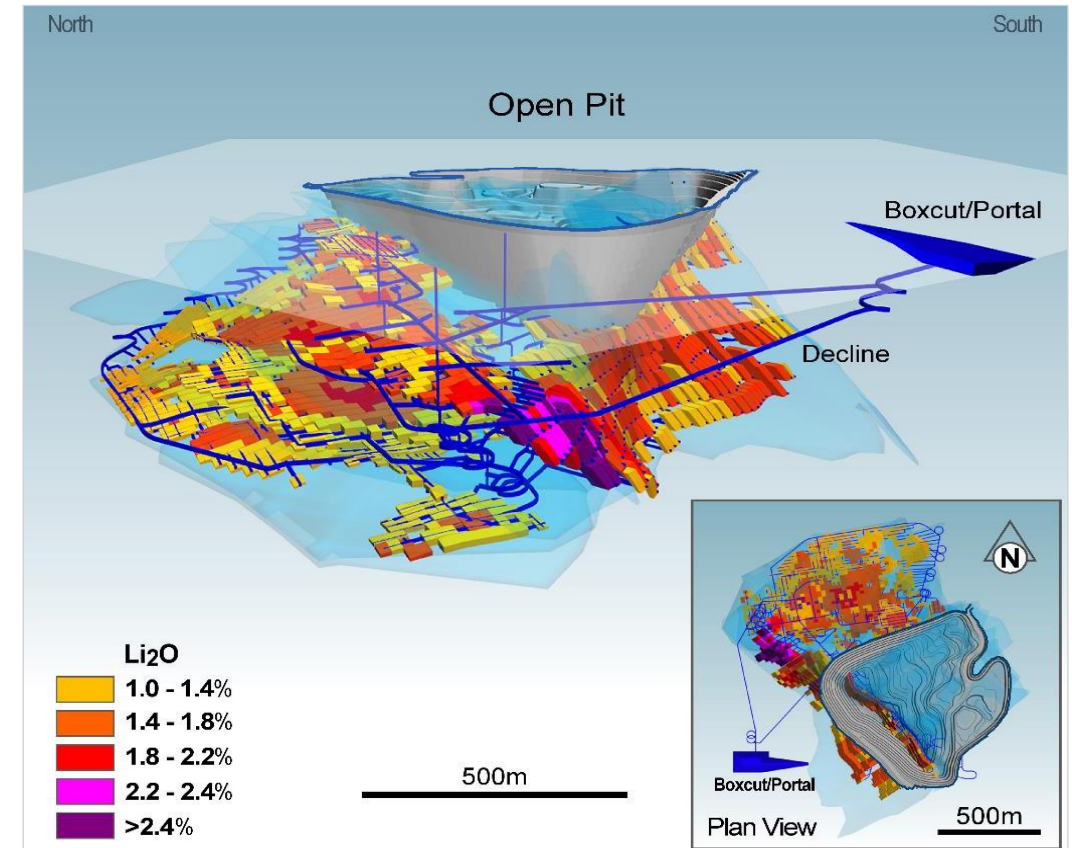 North
South
Open Pit
Boxcut/Portal
Decline
Li2O
1.0 - 1.4%
1.4 - 1.8%
1.8 - 2.2%
2.2 - 2.4%
>2.4%
500m
N
Boxcut/Portal
Plan View
500m